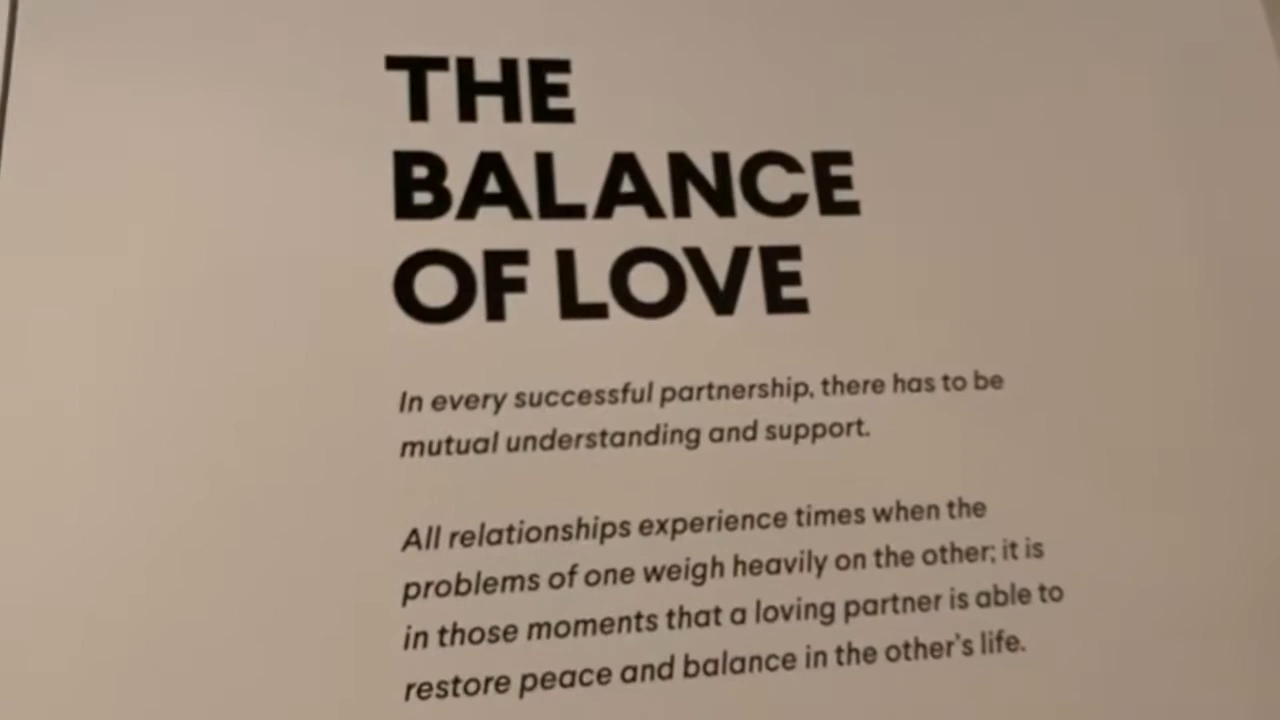 THE
BALANCE
OF LOVE
In every successful partnership, there has to be
mutual understanding and support.
All relationships experience times when the
problems of one weigh heavily on the other; it is
in those moments that a loving partner is able to
restore peace and balance in the other's life.